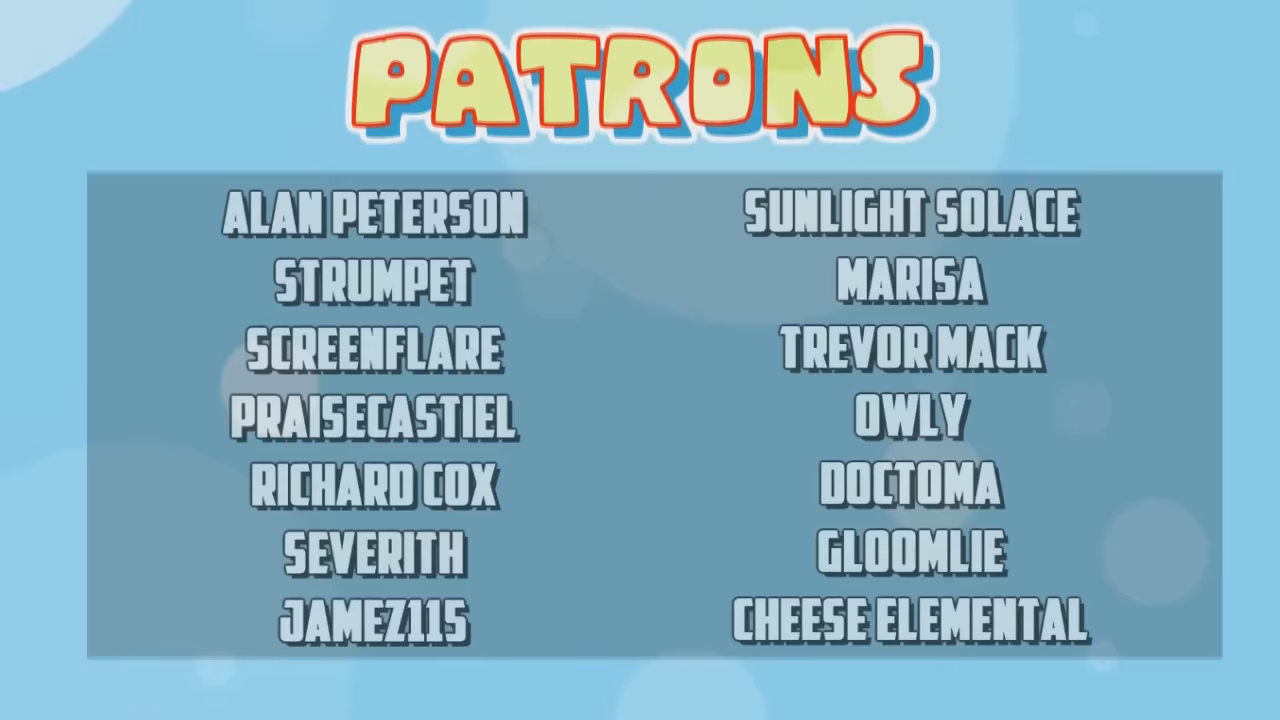 PATRONS
ALAN PETERSON
STRUMPET
SCREENFLARE
PRAISECASTIEL
RICHARD COX
SEVERITH
JAMEZ115
SUNLIGHT SOLACE
MARISA
TREVOR MACK
OWLY
DOCTOMA
GLOOMLIE
CHEESE ELEMENTAL